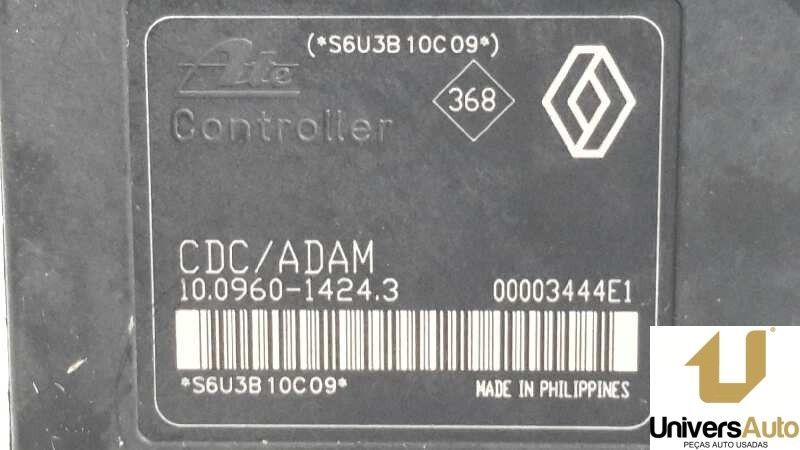 (*S6U3B10C09*)
Ate
368
Controller
CDC/ADAM
10.0960-1424.3 00003444E1
*S6U3B10C09*
MADE IN PHILIPPINES
UniversAuto
PEÇAS AUTO USADAS